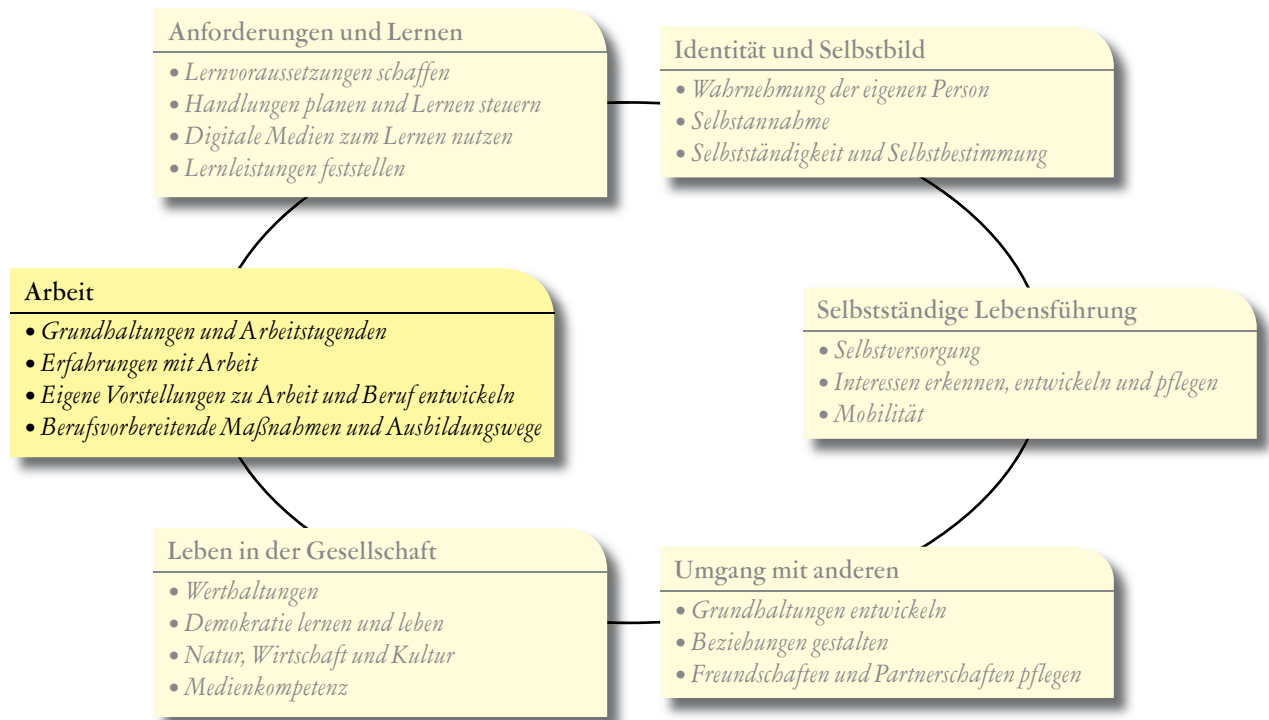 Anforderungen und Lernen
• Lernvoraussetzungen schaffen
• Handlungen planen und Lernen steuern
• Digitale Medien zum Lernen nutzen
• Lernleistungen feststellen
Identität und Selbstbild
• Wahrnehmung der eigenen Person
• Selbstannahme
• Selbstständigkeit und Selbstbestimmung
Arbeit
• Grundhaltungen und Arbeitstugenden
• Erfahrungen mit Arbeit
• Eigene Vorstellungen zu Arbeit und Beruf entwickeln
• Berufsvorbereitende Maßnahmen und Ausbildungswege
Selbstständige Lebensführung
• Selbstversorgung
• Interessen erkennen, entwickeln und pflegen
• Mobilität
Leben in der Gesellschaft
• Werthaltungen
• Demokratie lernen und leben
• Natur, Wirtschaft und Kultur
• Medienkompetenz
Umgang mit anderen
• Grundhaltungen entwickeln
• Beziehungen gestalten
• Freundschaften und Partnerschaften pflegen